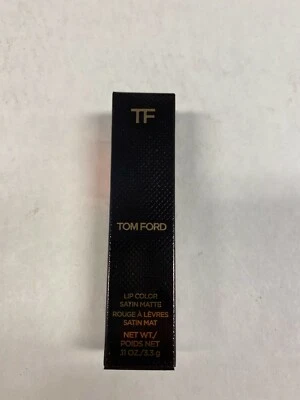 TF
TOM FORD
LIP COLOR
SATIN MATTE
ROUGE À LÈVRES
SATIN MAT
NET WT./
POIDS NET
.11 OZ./3.3 g